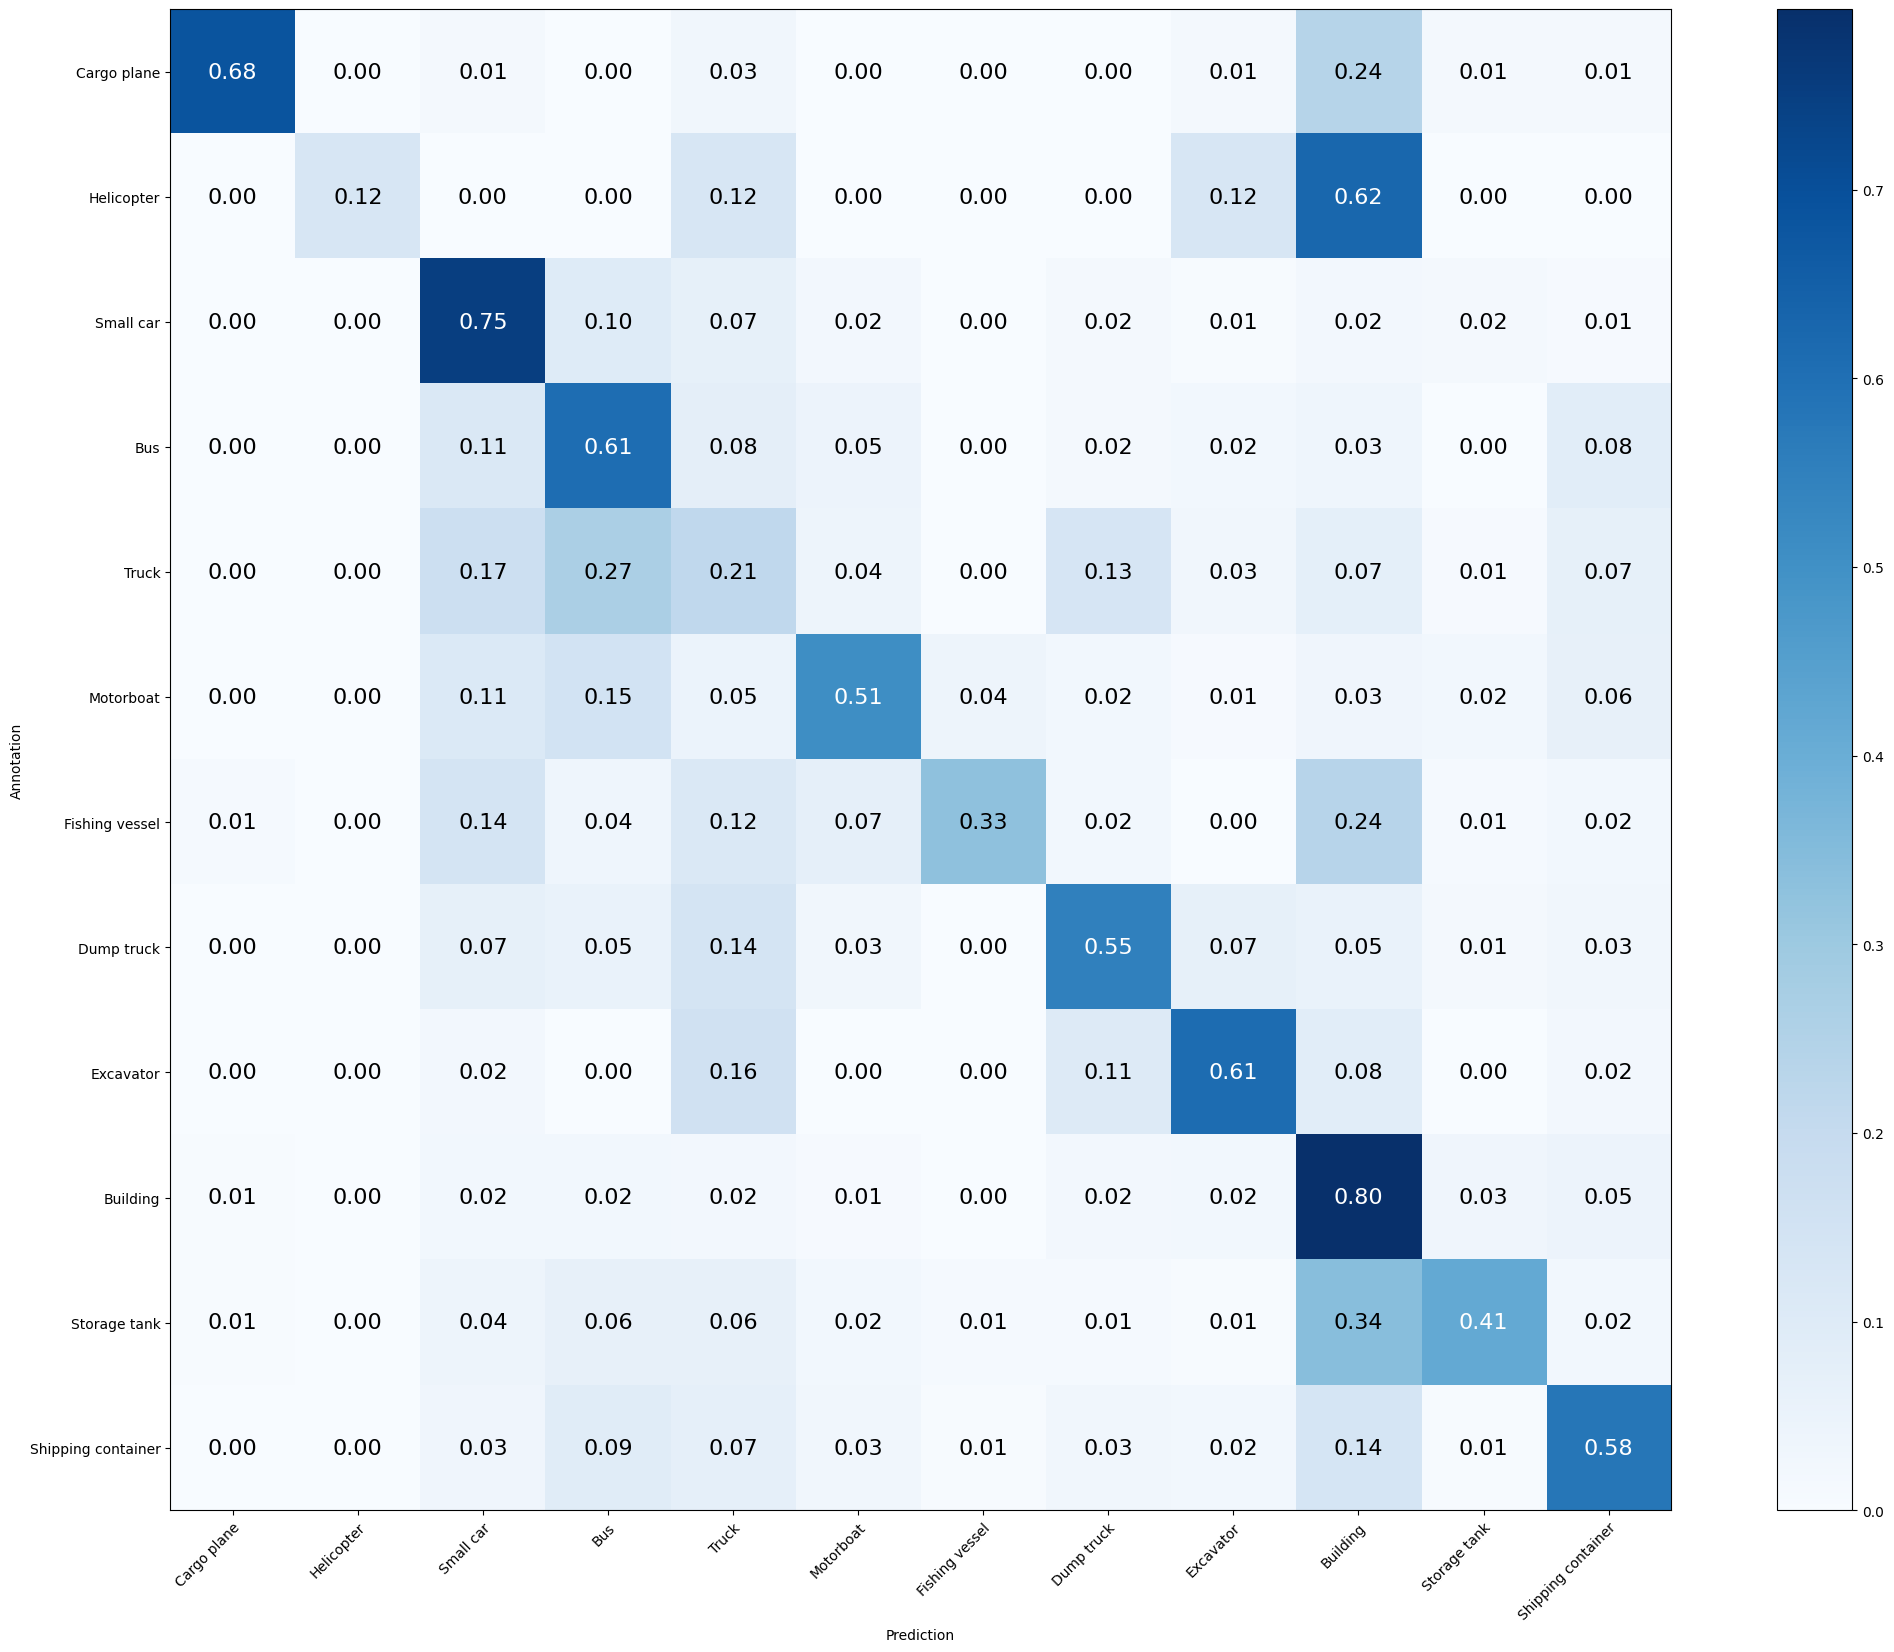 Cargo plane 0.68 0.00 0.01 0.00 0.03 0.00 0.00 0.00 0.01 0.24 0.01 0.01
Helicopter 0.00 0.12 0.00 0.00 0.12 0.00 0.00 0.00 0.12 0.62 0.00 0.00
0.7
Small car 0.00 0.00 0.75 0.10 0.07 0.02 0.00 0.02 0.01 0.02 0.02 0.01
0.6
Bus 0.00 0.00 0.11 0.61 0.08 0.05 0.00 0.02 0.02 0.03 0.00 0.08
0.5
Truck 0.00 0.00 0.17 0.27 0.21 0.04 0.00 0.13 0.03 0.07 0.01 0.07
Motorboat 0.00 0.00 0.11 0.15 0.05 0.51 0.04 0.02 0.01 0.03 0.02 0.06
Annotation
0.4
Fishing vessel 0.01 0.00 0.14 0.04 0.12 0.07 0.33 0.02 0.00 0.24 0.01 0.02
0.3
Dump truck 0.00 0.00 0.07 0.05 0.14 0.03 0.00 0.55 0.07 0.05 0.01 0.03
Excavator 0.00 0.00 0.02 0.00 0.16 0.00 0.00 0.11 0.61 0.08 0.00 0.02
0.2
Building 0.01 0.00 0.02 0.02 0.02 0.01 0.00 0.02 0.02 0.80 0.03 0.05
0.1
Storage tank 0.01 0.00 0.04 0.06 0.06 0.02 0.01 0.01 0.01 0.34 0.41 0.02
Shipping container 0.00 0.00 0.03 0.09 0.07 0.03 0.01 0.03 0.02 0.14 0.01 0.58
0.0
Cargo plane Helicopter Small car Bus Truck Motorboat Fishing vessel Dump truck Excavator Building Storage tank Shipping container
Prediction